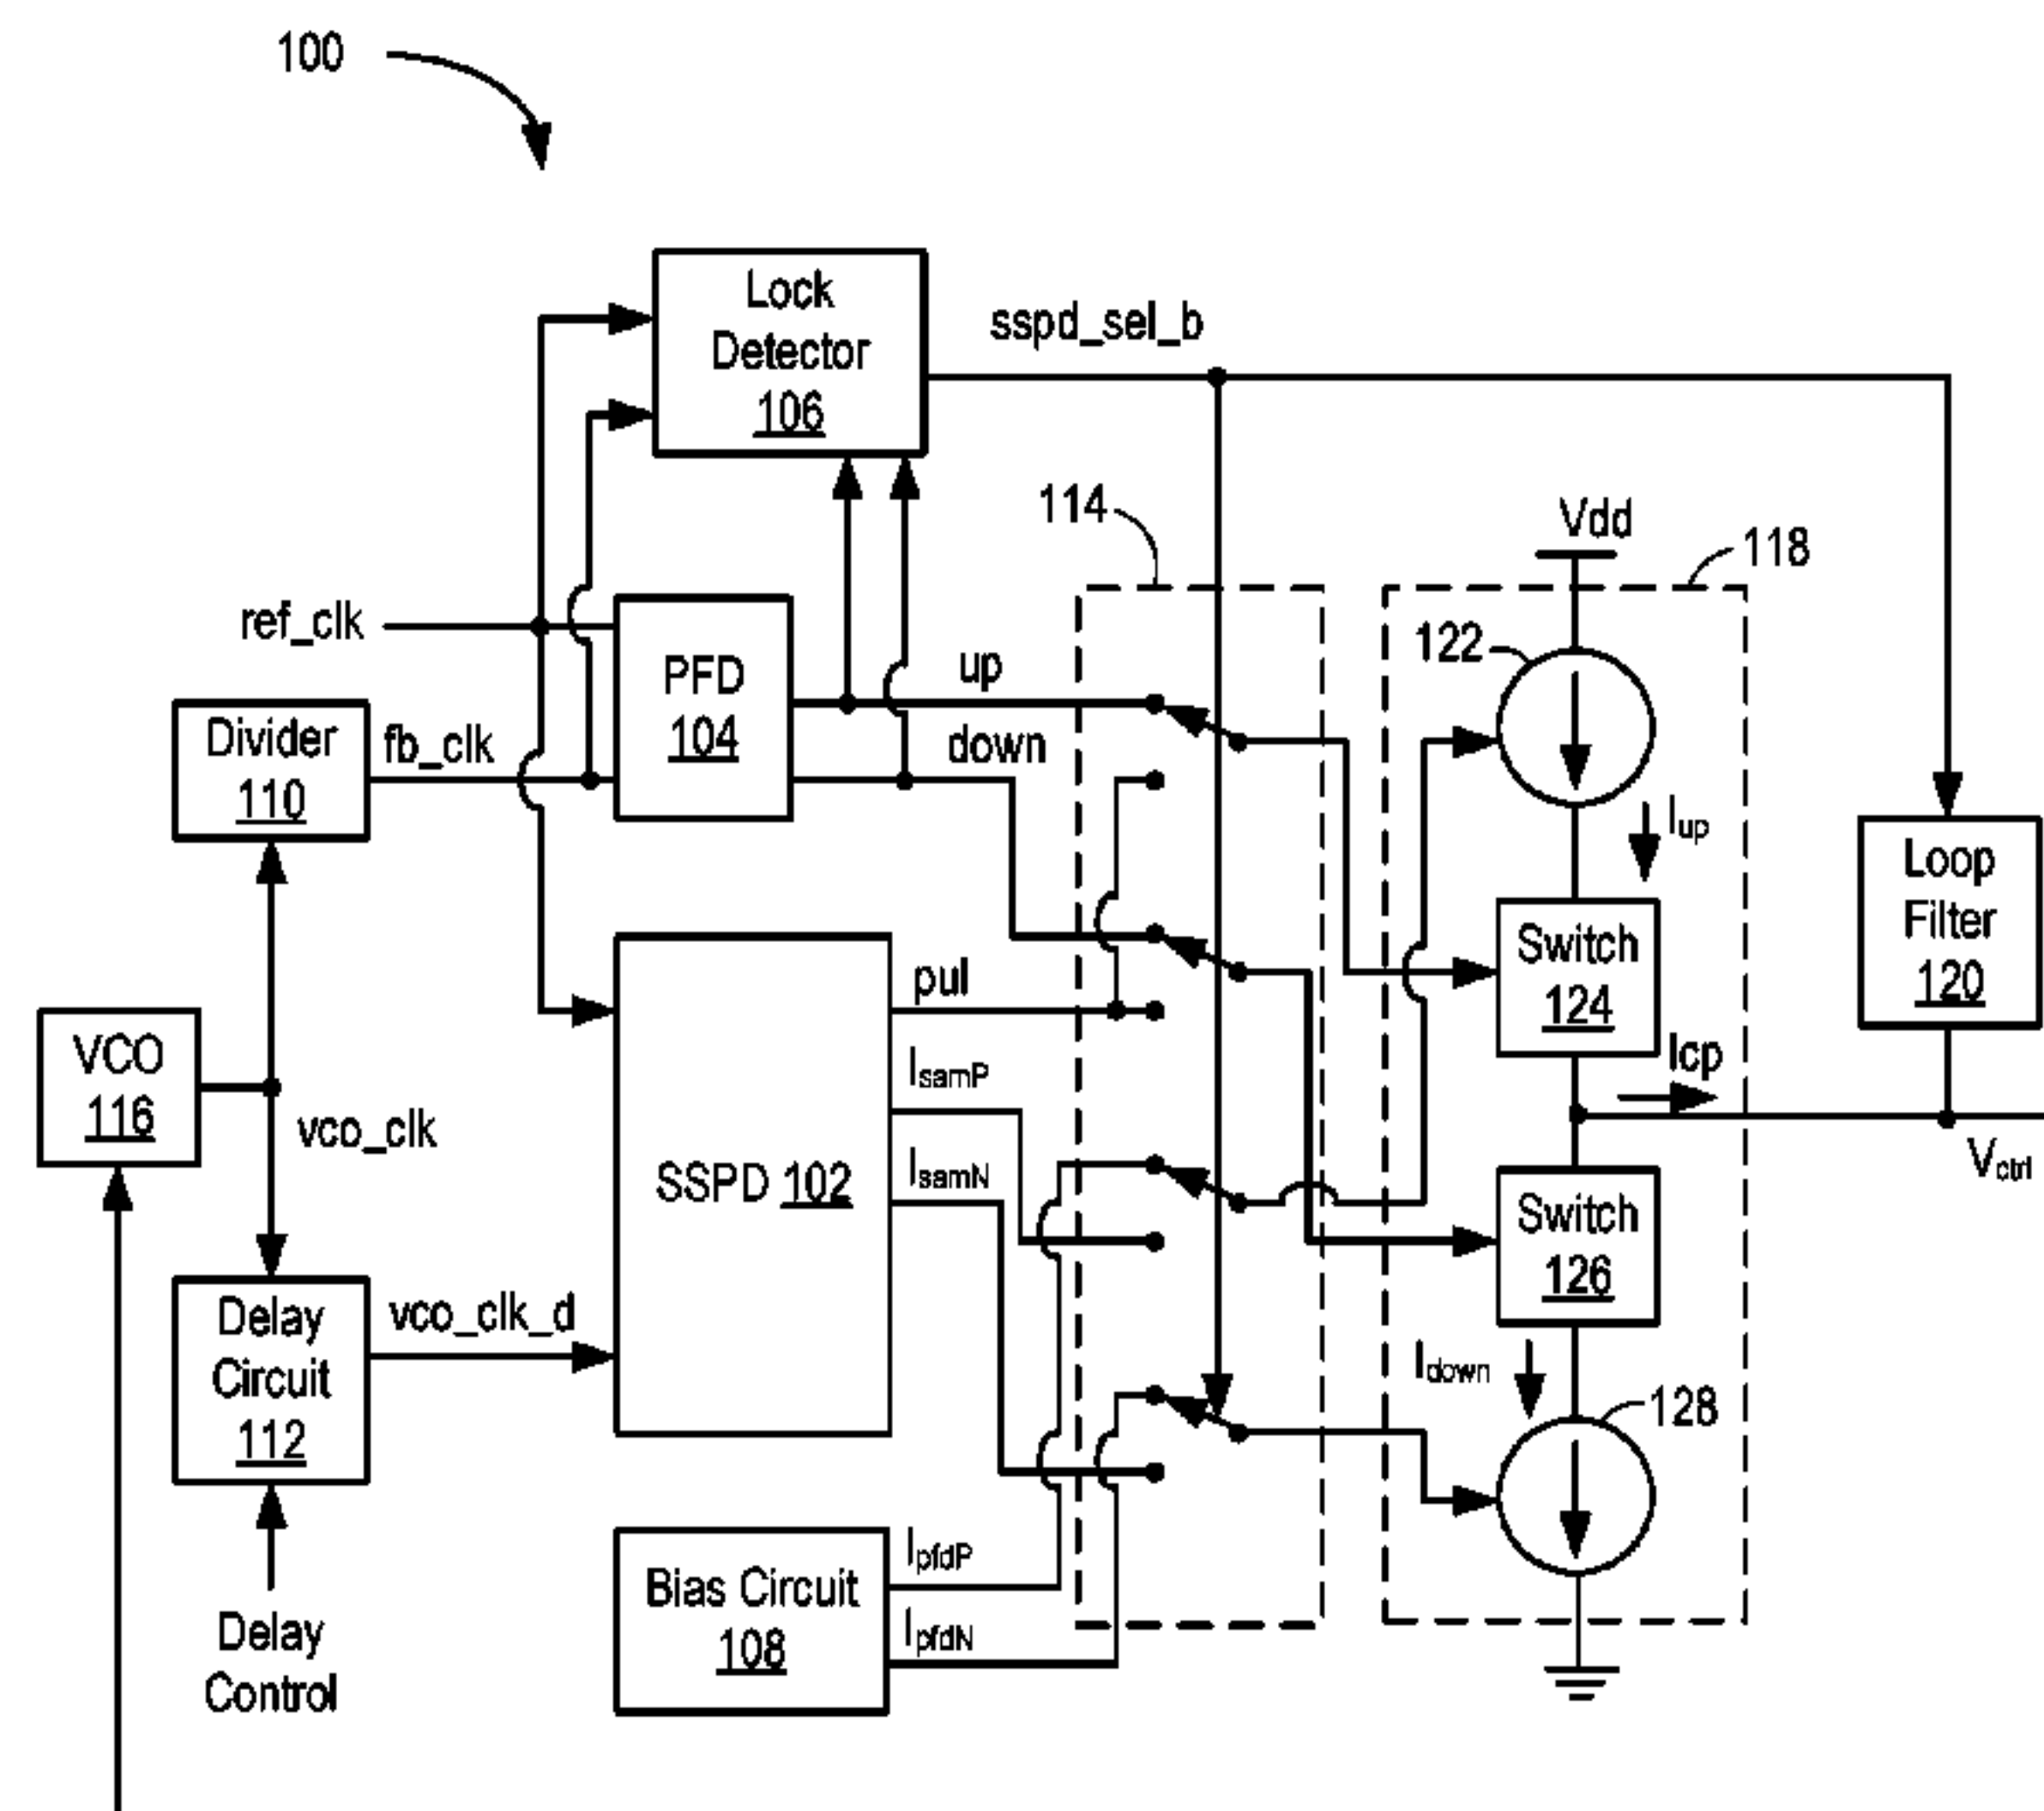 100
Lock
Detector
106
sspd_sel_b
114
Vdd
118
ref_clk
PFD
104
up
122
Divider
110
fb_clk
down
Iup
Loop
Filter
120
Switch
124
pul
VCO
116
IsamP
Icp
vco_clk
SSPD 102
IsamN
Vctrl
Switch
126
Delay
Circuit
112
vco_clk_d
Idown
128
Bias Circuit
108
IpfdP
IpfdN
Delay
Control